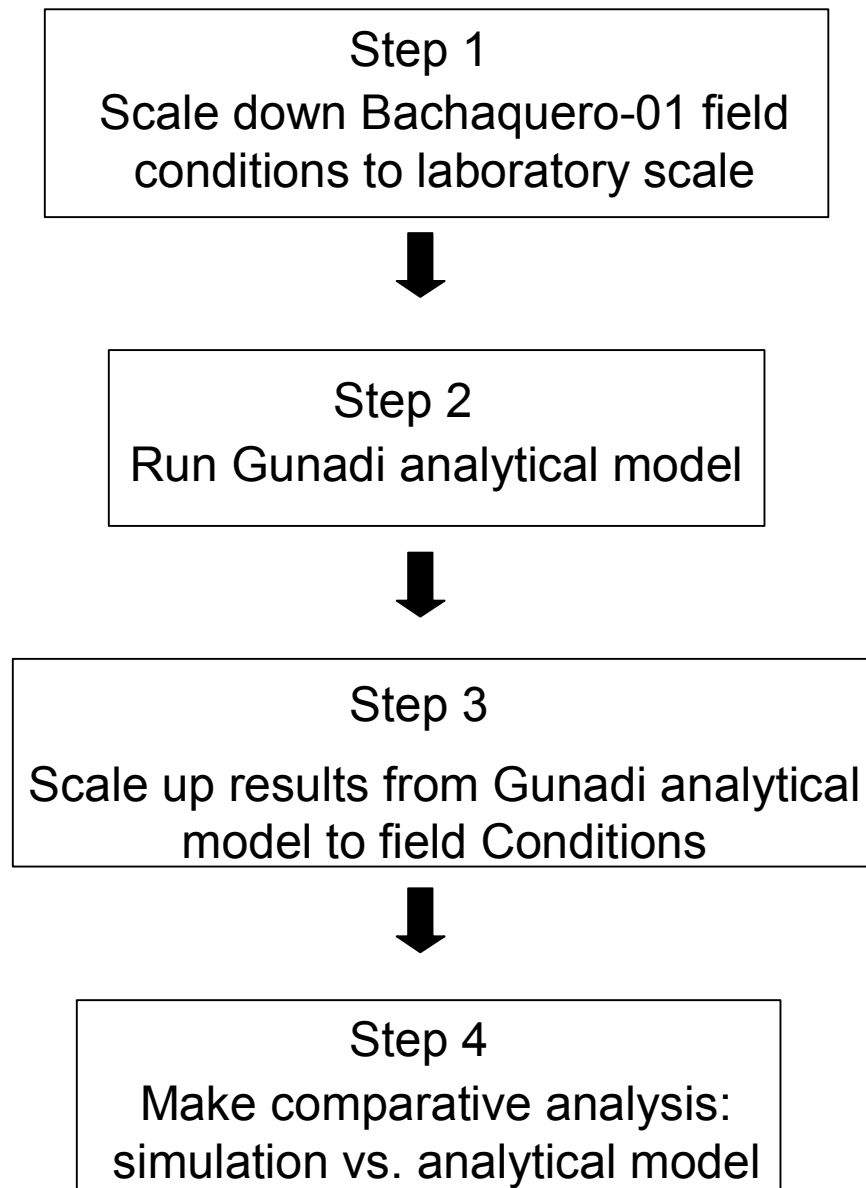 Step 1
Scale down Bachaquero-01 field
conditions to laboratory scale
Step 2
Run Gunadi analytical model
Step 3
Scale up results from Gunadi analytical
model to field Conditions
Step 4
Make comparative analysis:
simulation vs. analytical model